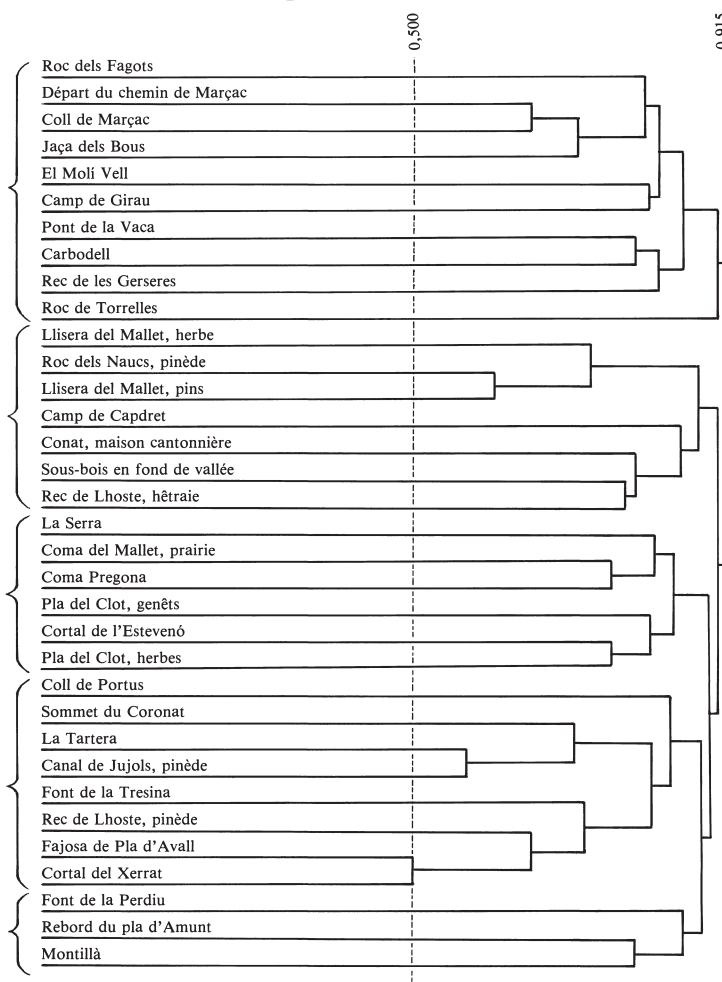 0,500
0,915
Roc dels Fagots
Départ du chemin de Marçac
Coll de Marçac
Jaça dels Bous
El Molí Vell
Camp de Girau
Pont de la Vaca
Carbodell
Rec de les Gerseres
Roc de Torrelles
Llisera del Mallet, herbe
Roc dels Naucs, pinède
Llisera del Mallet, pins
Camp de Capdret
Conat, maison cantonnière
Sous-bois en fond de vallée
Rec de Lhoste, hêtraie
La Serra
Coma del Mallet, prairie
Coma Pregona
Pla del Clot, genêts
Cortal de l'Estevenó
Pla del Clot, herbes
Coll de Portus
Sommet du Coronat
La Tartera
Canal de Jujols, pinède
Font de la Tresina
Rec de Lhoste, pinède
Fajosa de Pla d'Avall
Cortal del Xerrat
Font de la Perdiu
Rebord du pla d'Amunt
Montillà